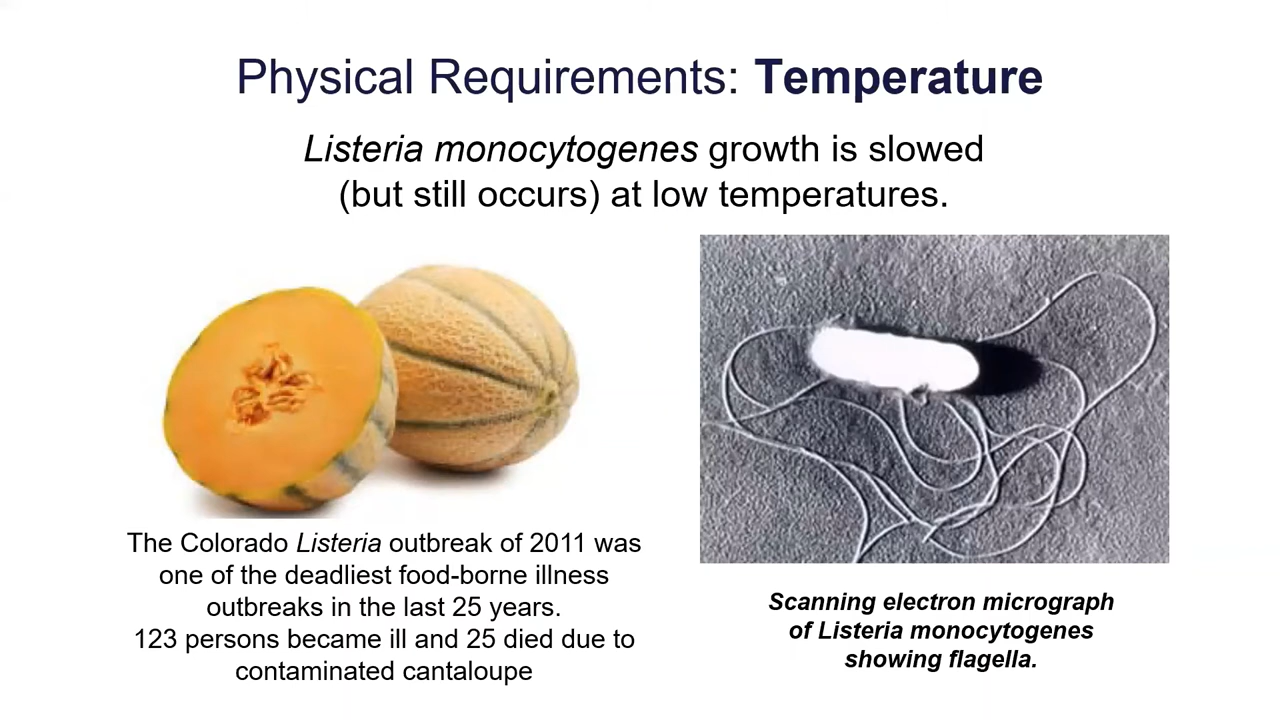 Physical Requirements: Temperature
Listeria monocytogenes growth is slowed
(but still occurs) at low temperatures.
The Colorado Listeria outbreak of 2011 was
one of the deadliest food-borne illness
outbreaks in the last 25 years.
123 persons became ill and 25 died due to
contaminated cantaloupe
Scanning electron micrograph
of Listeria monocytogenes
showing flagella.